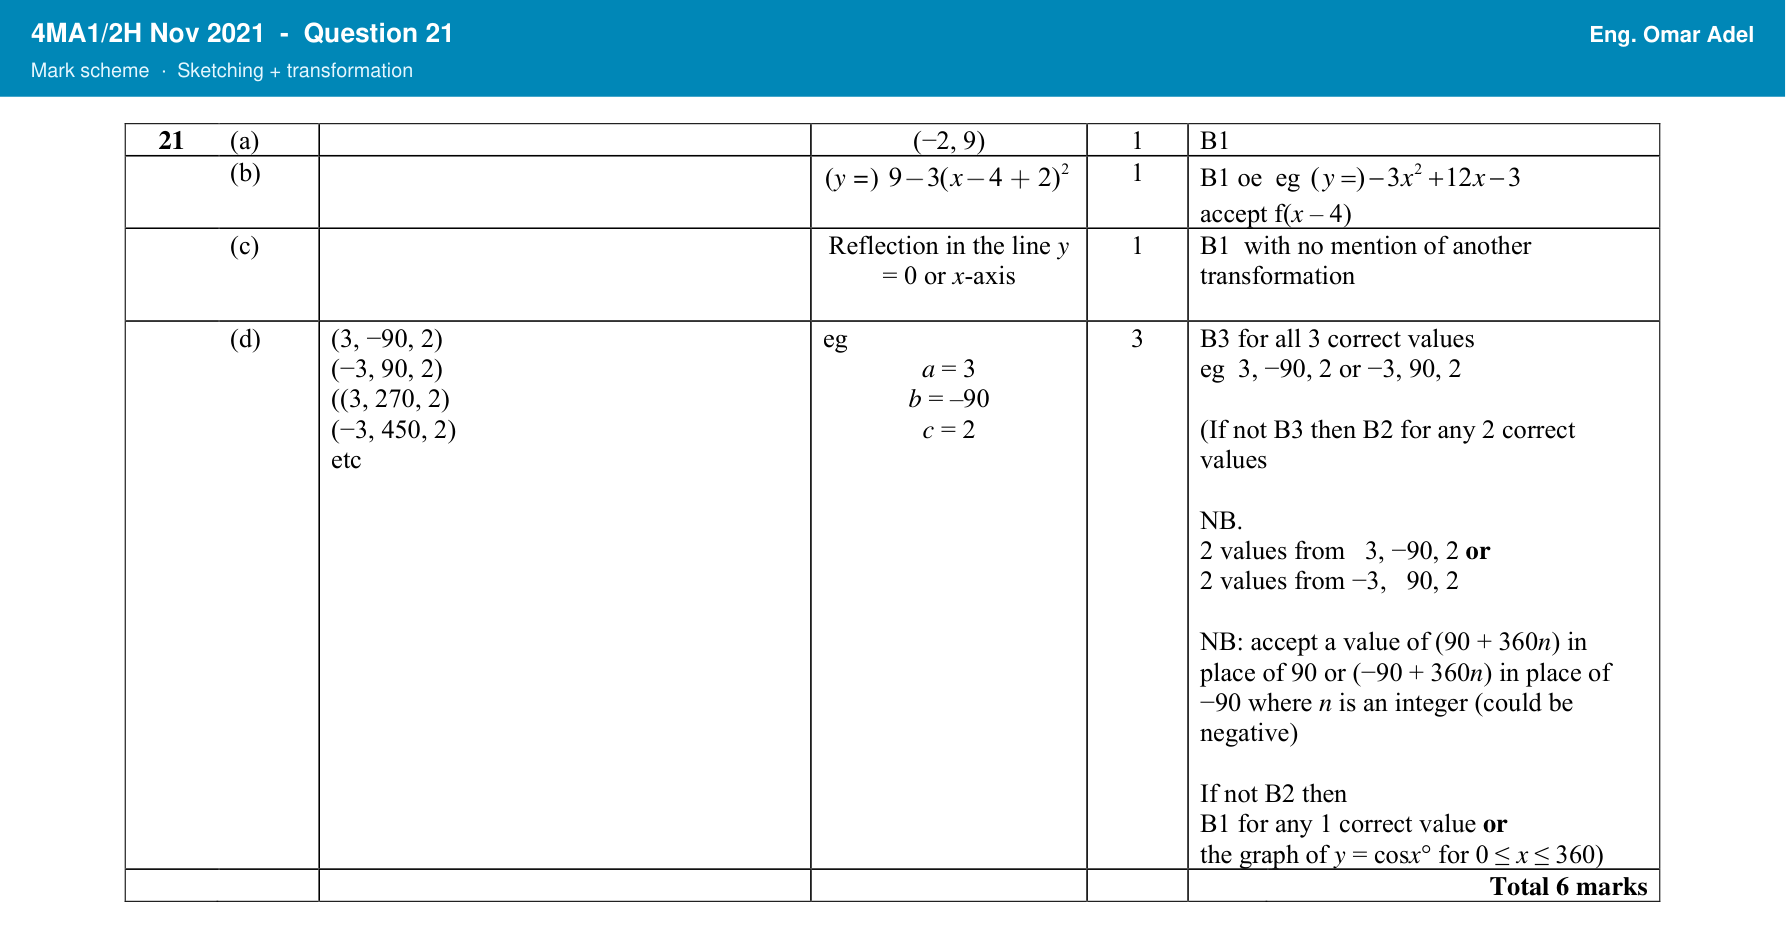 4MA1/2H Nov 2021 - Question 21
Eng. Omar Adel
Mark scheme · Sketching + transformation
21 (a) (−2, 9) 1 B1
(b) (y =) 9−3(x−4 + 2)² 1 B1 oe eg (y =)−3x² +12x−3
accept f(x – 4)
(c) Reflection in the line y 1 B1 with no mention of another
= 0 or x-axis transformation
(d) (3, −90, 2) eg 3 B3 for all 3 correct values
(−3, 90, 2) a = 3 eg 3, −90, 2 or −3, 90, 2
((3, 270, 2) b = –90
(−3, 450, 2) c = 2 (If not B3 then B2 for any 2 correct
etc values
NB.
2 values from 3, −90, 2 or
2 values from −3, 90, 2
NB: accept a value of (90 + 360n) in
place of 90 or (−90 + 360n) in place of
−90 where n is an integer (could be
negative)
If not B2 then
B1 for any 1 correct value or
the graph of y = cosx° for 0 ≤ x ≤ 360)
Total 6 marks